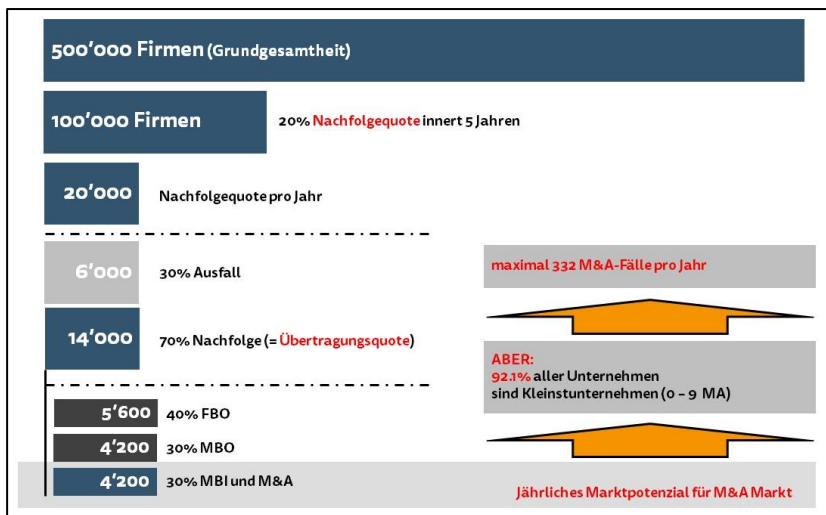 500'000 Firmen (Grundgesamtheit)
100'000 Firmen
20% Nachfolgequote innert 5 Jahren
20'000
Nachfolgequote pro Jahr
6'000
30% Ausfall
14'000
70% Nachfolge (= Übertragungsquote)
5'600
40% FBO
4'200
30% MBO
4'200
30% MBI und M&A
maximal 332 M&A-Fälle pro Jahr
ABER:
92.1% aller Unternehmen
sind Kleinstunternehmen (0 – 9 MA)
Jährliches Marktpotenzial für M&A Markt